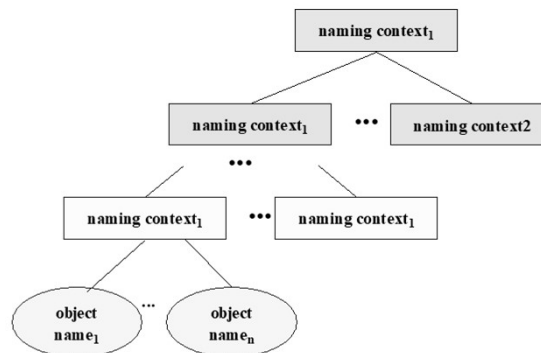 naming context₁
naming context₁ ••• naming context2
•••
naming context₁ ••• naming context₁
object name₁ ... object nameₙ